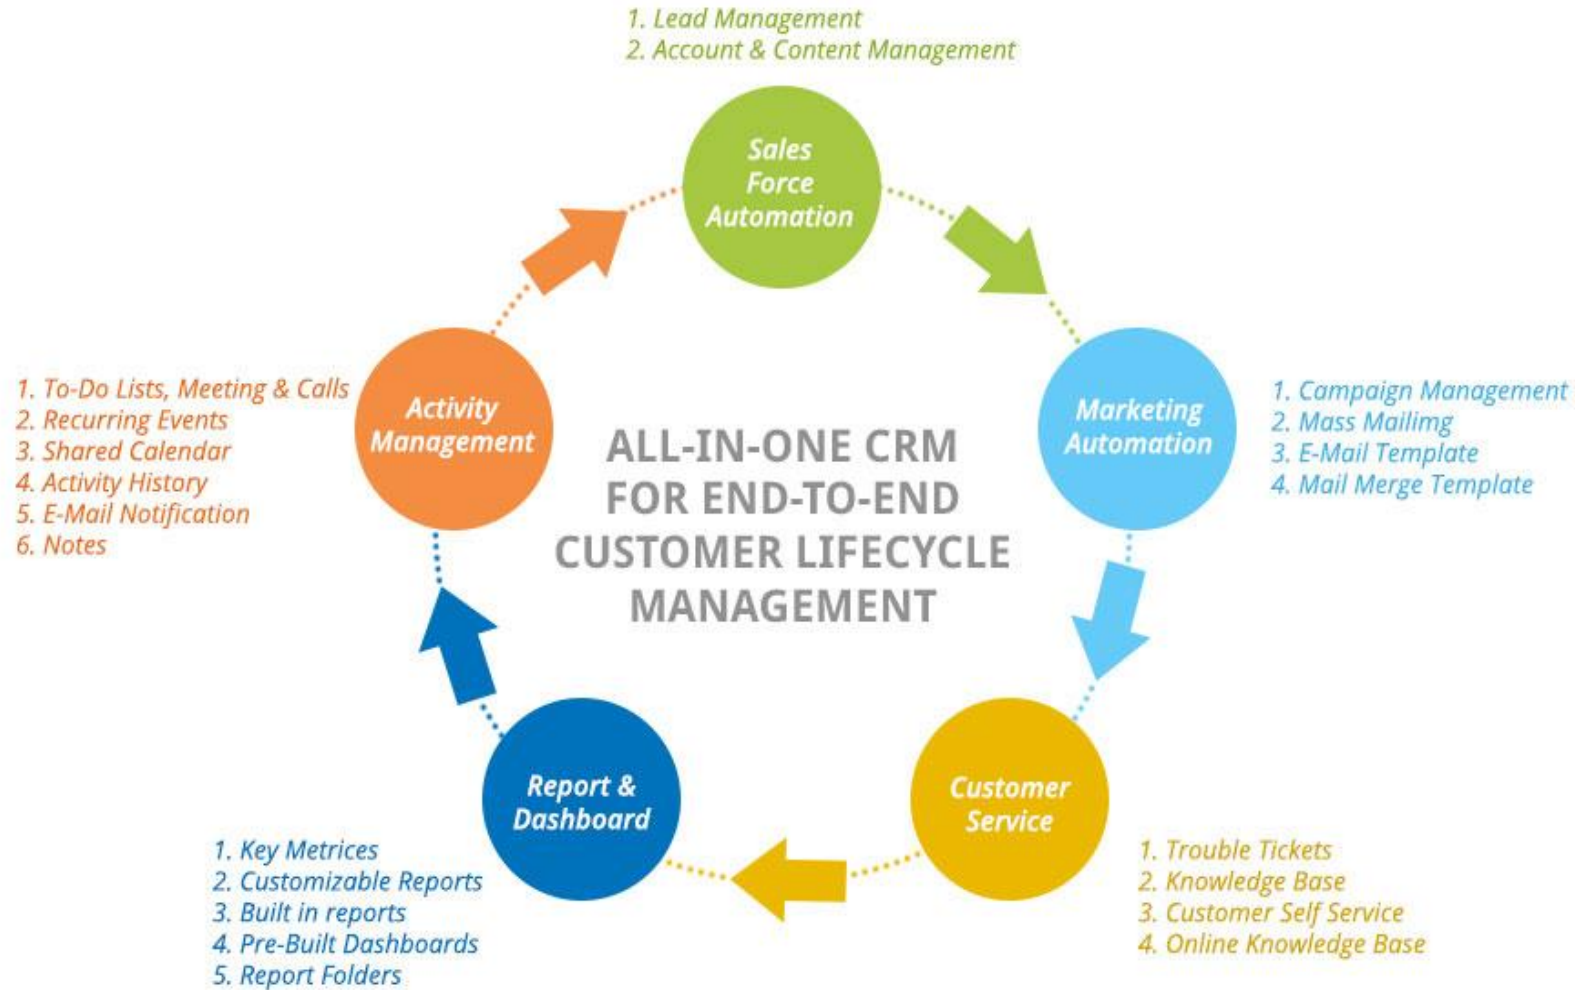 1. Lead Management
2. Account & Content Management
Sales
Force
Automation
Marketing
Automation
1. Campaign Management
2. Mass Mailimg
3. E-Mail Template
4. Mail Merge Template
Customer
Service
1. Trouble Tickets
2. Knowledge Base
3. Customer Self Service
4. Online Knowledge Base
Report &
Dashboard
1. Key Metrices
2. Customizable Reports
3. Built in reports
4. Pre-Built Dashboards
5. Report Folders
Activity
Management
1. To-Do Lists, Meeting & Calls
2. Recurring Events
3. Shared Calendar
4. Activity History
5. E-Mail Notification
6. Notes
ALL-IN-ONE CRM
FOR END-TO-END
CUSTOMER LIFECYCLE
MANAGEMENT